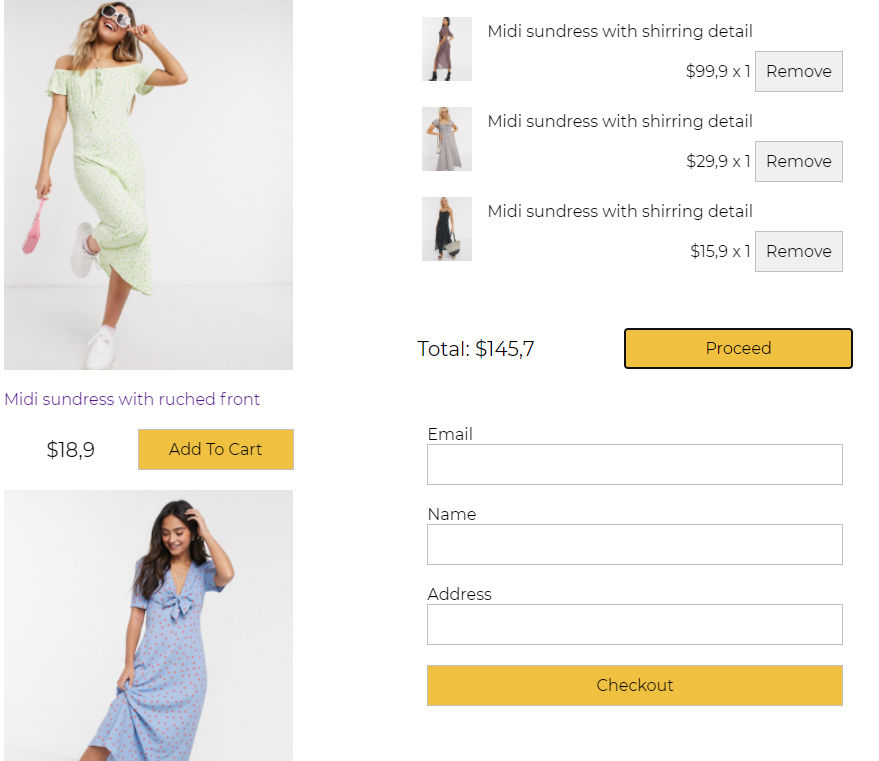 Midi sundress with ruched front
$18,9
Add To Cart
Midi sundress with shirring detail
$99,9 x 1 Remove
Midi sundress with shirring detail
$29,9 x 1 Remove
Midi sundress with shirring detail
$15,9 x 1 Remove
Total: $145,7
Proceed
Email
Name
Address
Checkout